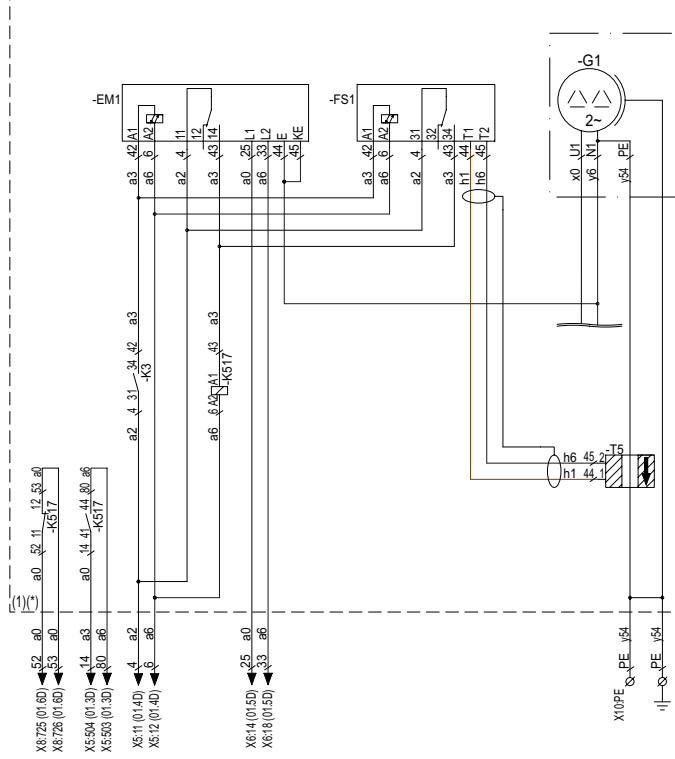 -G1
2~
-EM1
A1
A2
11
12
14
L1
L2
E
KE
-FS1
A1
A2
31
32
34
T1
T2
42
6
4
43
25
33
44
45
42
6
4
43
44
45
U1
N1
PE
a3
a6
a2
a3
a0
a6
a3
a6
a2
a3
h1
h6
x0
y6
y54
a3
a3
42
43
34
-K3
31
A1
-K517
A2
4
6
a2
a6
-T5
h6 45 2
h1 44 1
a0
53
12
-K517
11
52
a0
a6
80
44
-K517
41
14
a0
(1)(*)
a0
a0
a3
a6
a2
a6
a0
a6
y54
y54
52
53
14
80
4
6
25
33
PE
PE
X8:725 (01.6D)
X8:726 (01.6D)
X5:504 (01.3D)
X5:503 (01.3D)
X5:11 (01.4D)
X5:12 (01.4D)
X6:14 (01.5D)
X6:18 (01.5D)
X10:PE